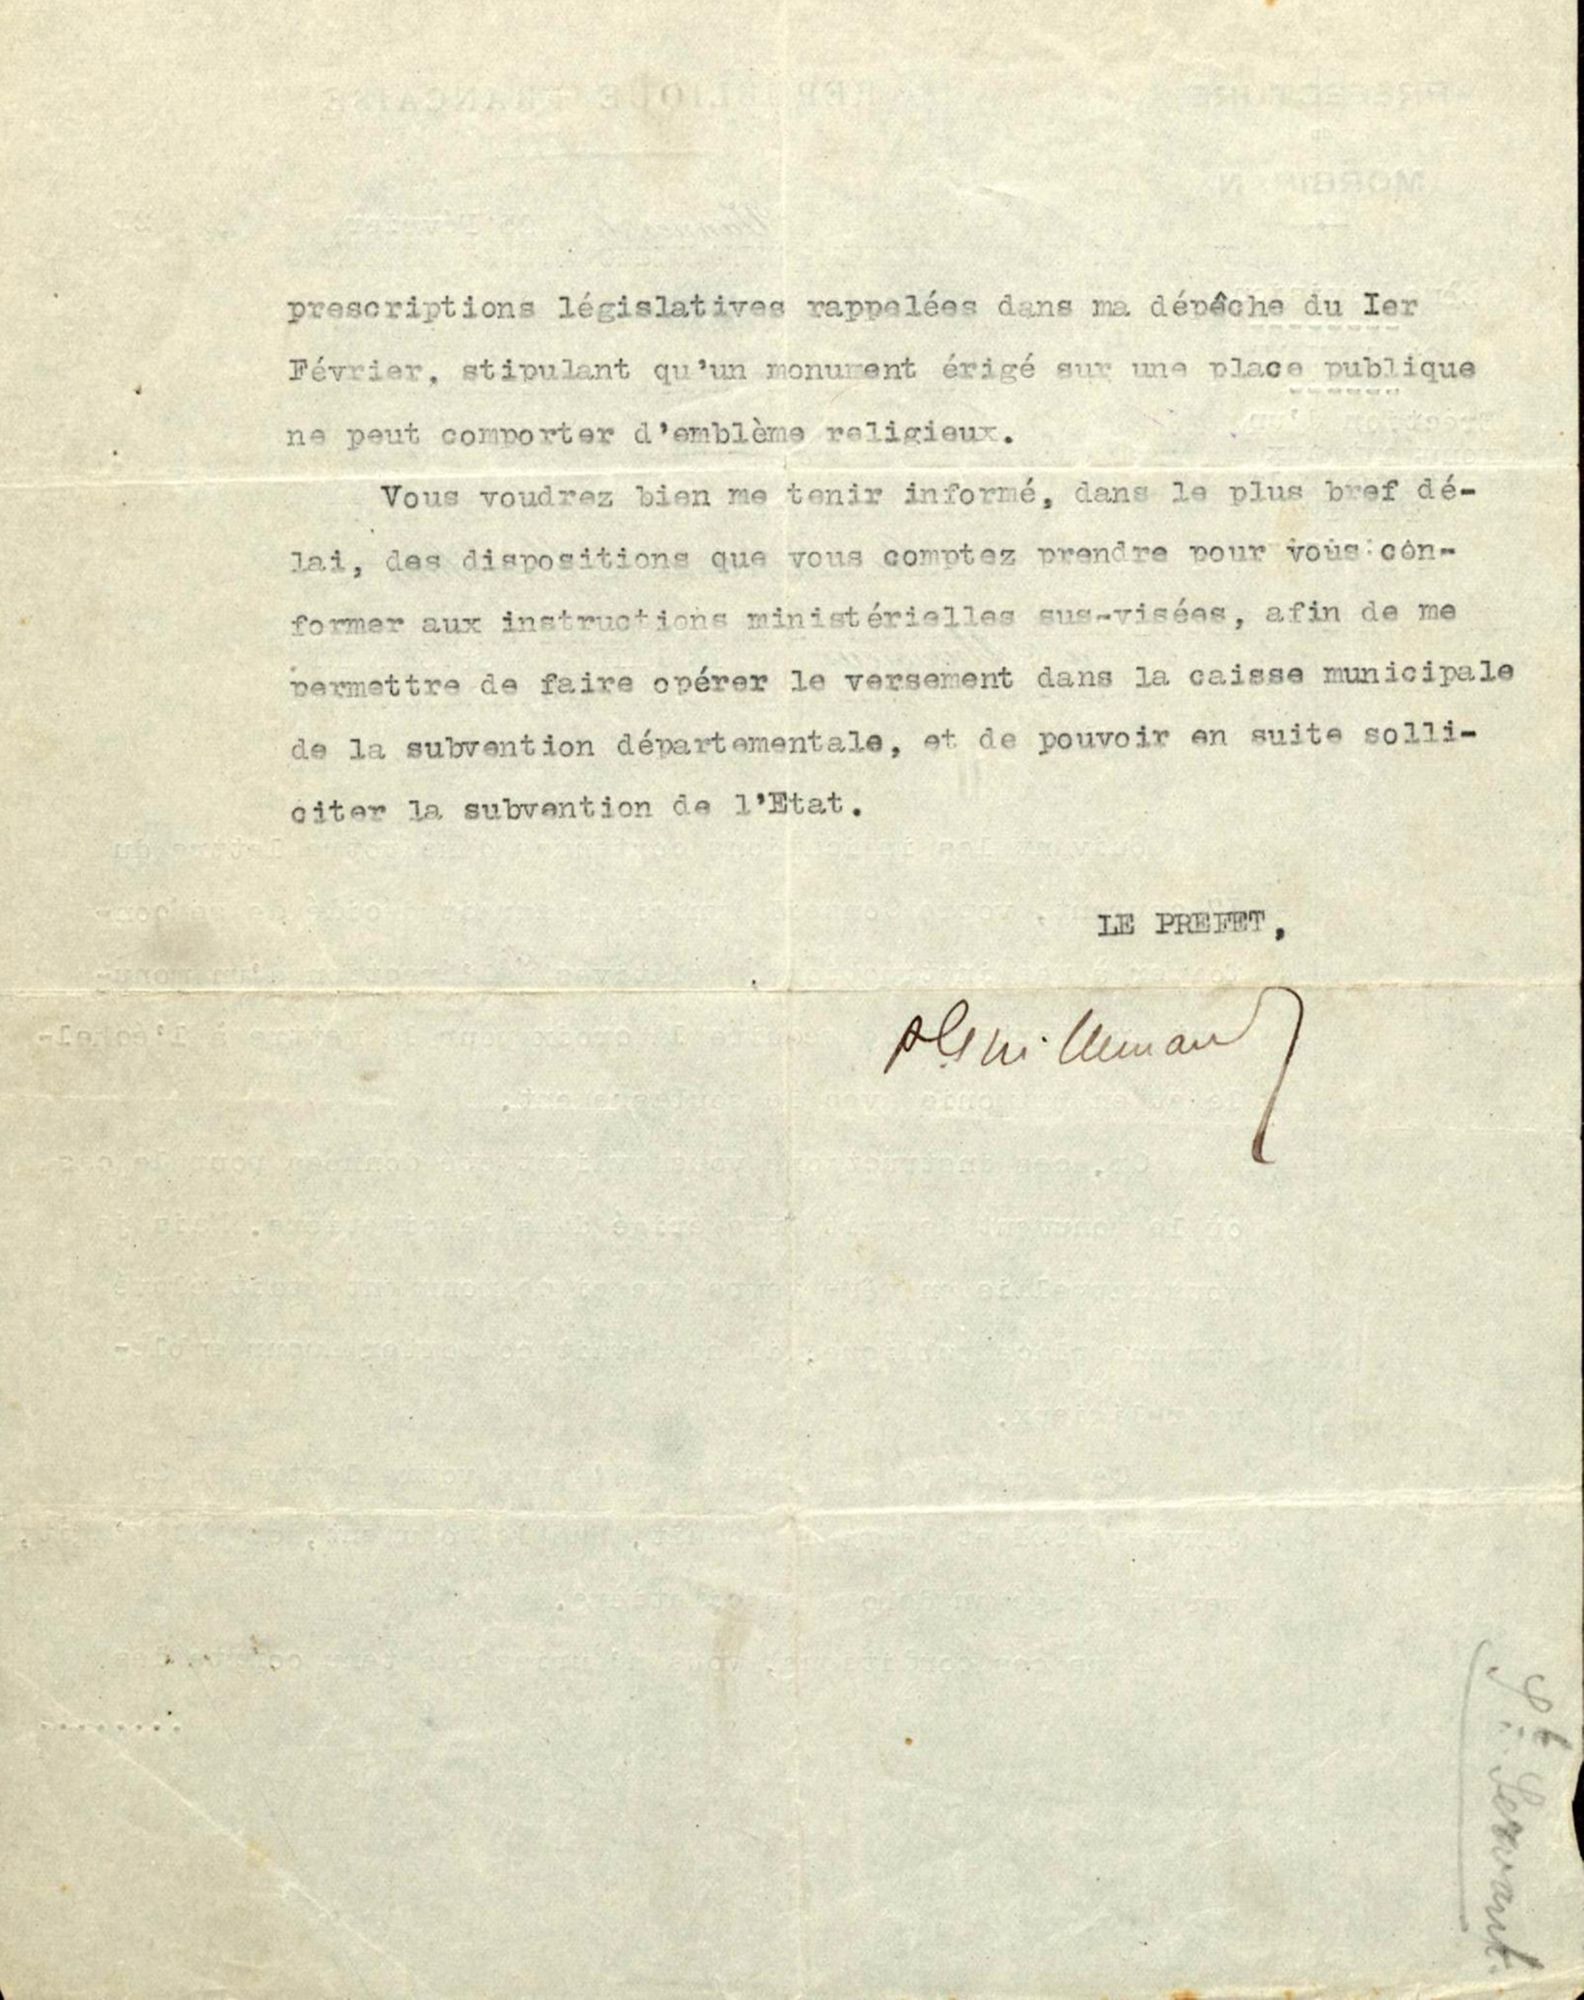 prescriptions législatives rappelées dans ma dépêche du Ier
Février, stipulant qu'un monument érigé sur une place publique
ne peut comporter d'emblème religieux.
Vous voudrez bien me tenir informé, dans le plus bref dé-
lai, des dispositions que vous comptez prendre pour vous con-
former aux instructions ministérielles sus-visées, afin de me
permettre de faire opérer le versement dans la caisse municipale
de la subvention départementale, et de pouvoir en suite solli-
citer la subvention de l'Etat.
LE PREFET,
St. Servant.